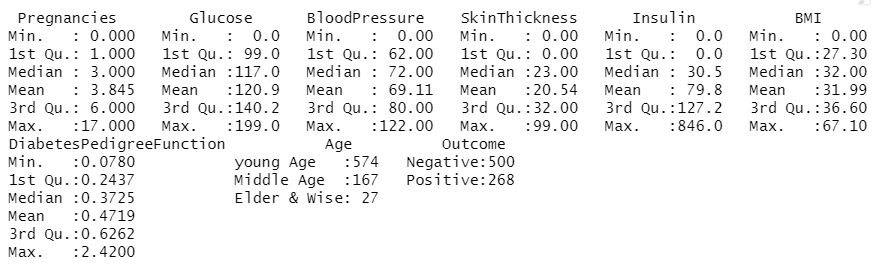 Pregnancies        Glucose      BloodPressure    SkinThickness      Insulin           BMI
Min.   : 0.000   Min.   :  0.0   Min.   :  0.00   Min.   : 0.00   Min.   :  0.0   Min.   : 0.00
1st Qu.: 1.000   1st Qu.: 99.0   1st Qu.: 62.00   1st Qu.: 0.00   1st Qu.:  0.0   1st Qu.:27.30
Median : 3.000   Median :117.0   Median : 72.00   Median :23.00   Median : 30.5   Median :32.00
Mean   : 3.845   Mean   :120.9   Mean   : 69.11   Mean   :20.54   Mean   : 79.8   Mean   :31.99
3rd Qu.: 6.000   3rd Qu.:140.2   3rd Qu.: 80.00   3rd Qu.:32.00   3rd Qu.:127.2   3rd Qu.:36.60
Max.   :17.000   Max.   :199.0   Max.   :122.00   Max.   :99.00   Max.   :846.0   Max.   :67.10
DiabetesPedigreeFunction           Age          Outcome
Min.   :0.0780           young Age   :574   Negative:500
1st Qu.:0.2437           Middle Age  :167   Positive:268
Median :0.3725           Elder & Wise: 27
Mean   :0.4719
3rd Qu.:0.6262
Max.   :2.4200